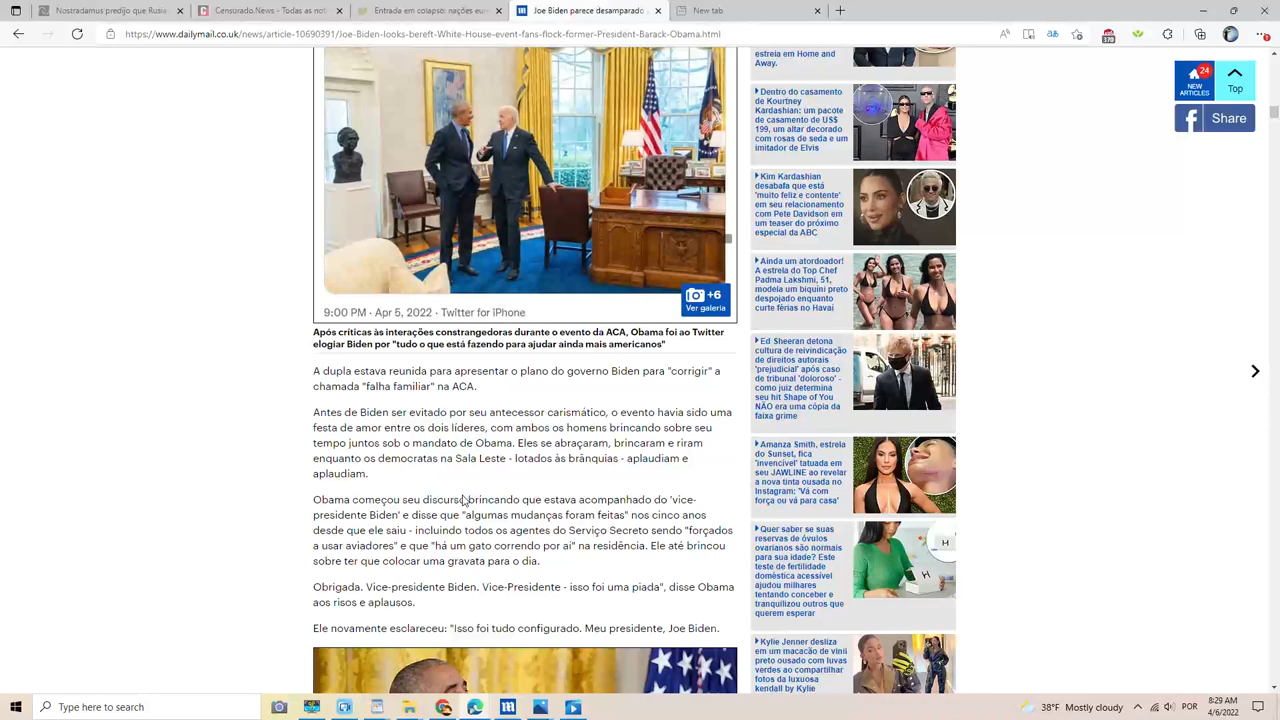 Nostradamus predijo que Rusie
Censurado.News - Todas as not
Entrada em colapso: nações eur
Joe Biden parece desamparado
New tab
https://www.dailymail.co.uk/news/article-10690391/Joe-Biden-looks-bereft-White-House-event-fans-flock-former-President-Barack-Obama.html
370
+6
Ver galeria
9:00 PM · Apr 5, 2022 · Twitter for iPhone
Após críticas às interações constrangedoras durante o evento da ACA, Obama foi ao Twitter
elogiar Biden por "tudo o que está fazendo para ajudar ainda mais americanos"
A dupla estava reunida para apresentar o plano do governo Biden para "corrigir" a
chamada "falha familiar" na ACA.
Antes de Biden ser evitado por seu antecessor carismático, o evento havia sido uma
festa de amor entre os dois líderes, com ambos os homens brincando sobre seu
tempo juntos sob o mandato de Obama. Eles se abraçaram, brincaram e riram
enquanto os democratas na Sala Leste - lotados às brânquias - aplaudiam e
aplaudiam.
Obama começou seu discurso brincando que estava acompanhado do 'vice-
presidente Biden' e disse que "algumas mudanças foram feitas" nos cinco anos
desde que ele saiu - incluindo todos os agentes do Serviço Secreto sendo "forçados
a usar aviadores" e que "há um gato correndo por aí" na residência. Ele até brincou
sobre ter que colocar uma gravata para o dia.
Obrigada. Vice-presidente Biden. Vice-Presidente - isso foi uma piada", disse Obama
aos risos e aplausos.
Ele novamente esclareceu: "Isso foi tudo configurado. Meu presidente, Joe Biden.
estreia em Home and
Away.
Dentro do casamento
de Kourtney
Kardashian: um pacote
de casamento de US$
199, um altar decorado
com rosas de seda e um
imitador de Elvis
Kim Kardashian
desabafa que está
'muito feliz e contente'
em seu relacionamento
com Pete Davidson em
um teaser do próximo
especial da ABC
Ainda um atordoador!
A estrela do Top Chef
Padma Lakshmi, 51,
modela um biquíni preto
despojado enquanto
curte férias no Havaí
Ed Sheeran detona
cultura de reivindicação
de direitos autorais
'prejudicial' após caso
de tribunal 'doloroso' -
como juiz determina
seu hit Shape of You
NÃO era uma cópia da
faixa grime
Amanza Smith, estrela
do Sunset, fica
'invencível' tatuada em
seu JAWLINE ao revelar
a nova tinta ousada no
Instagram: 'Vá com
força ou vá para casa'
Quer saber se suas
reservas de óvulos
ovarianos são normais
para sua idade? Este
teste de fertilidade
doméstica acessível
ajudou milhares
tentando conceber e
tranquilizou outros que
querem esperar
H
H
Kylie Jenner desliza
em um macacão de vinil
preto ousado com luvas
verdes ao compartilhar
fotos da luxuosa
kendall by Kylie
24
NEW
ARTICLES
Top
Share
Type here to search
38°F Mostly cloudy
POR
8:29 AM
4/6/2022